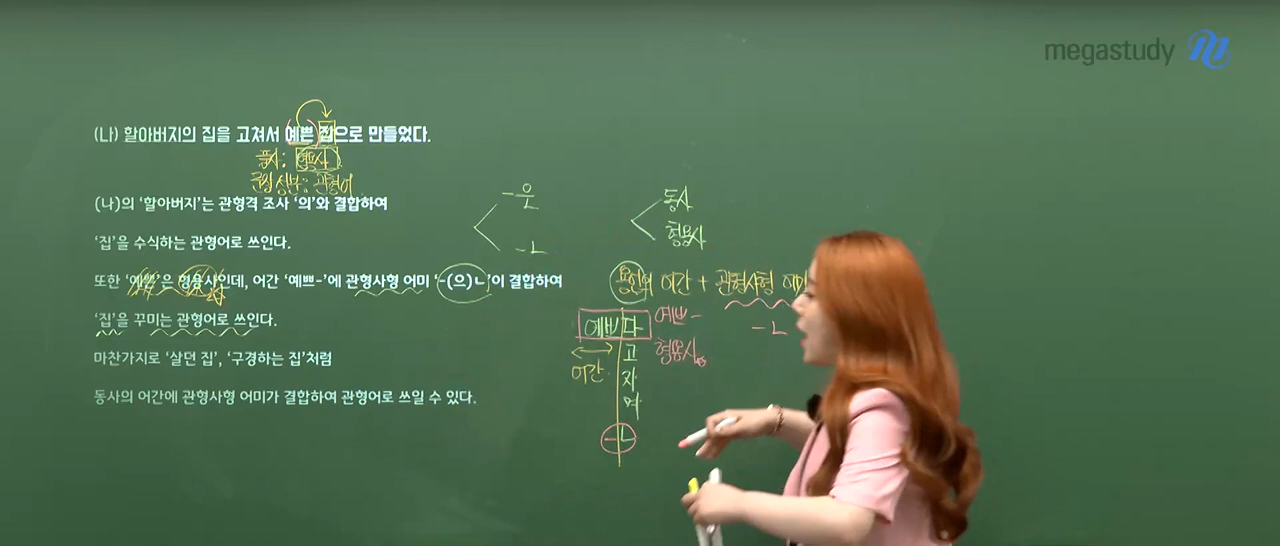 megastudy
(나) 할아버지의 집을 고쳐서 예쁜 집으로 만들었다.
품사: 형용사
문장 성분: 관형어
(나)의 ‘할아버지’는 관형격 조사 ‘의’와 결합하여
‘집’을 수식하는 관형어로 쓰인다.
또한 ‘예쁜’은 형용사인데, 어간 ‘예쁘-’에 관형사형 어미 ‘-(으)ㄴ’이 결합하여
‘집’을 꾸미는 관형어로 쓰인다.
마찬가지로 ‘살던 집’, ‘구경하는 집’처럼
동사의 어간에 관형사형 어미가 결합하여 관형어로 쓰일 수 있다.
-은
-ㄴ
동사
형용사
용언의 어간 + 관형사형 어미
예쁘-
-ㄴ
형용사
예쁘다
고
자
며
-ㄴ
어간